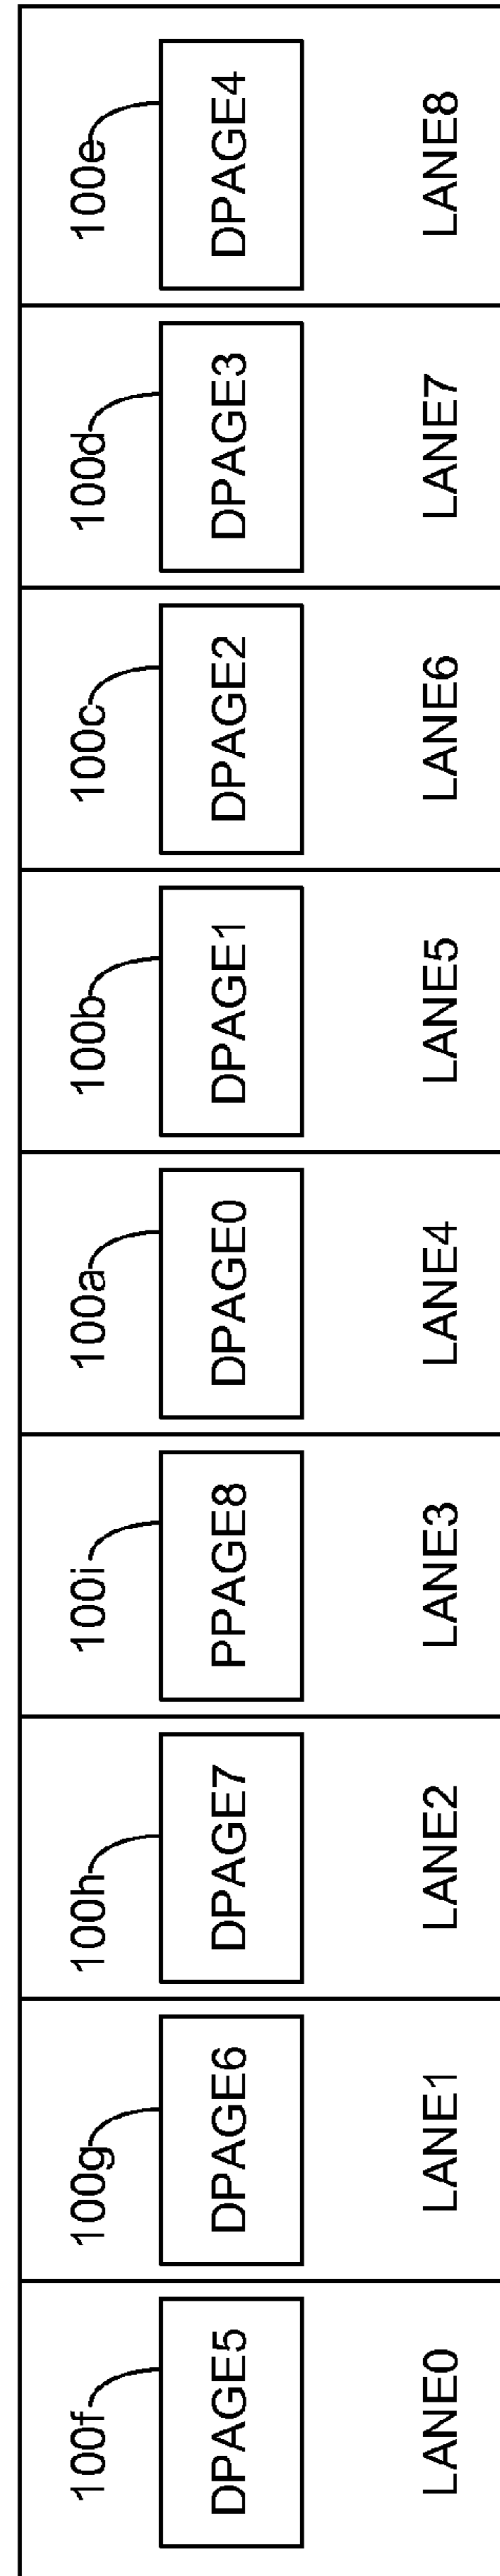 100f 100g 100h 100i 100a 100b 100c 100d 100e
DPAGE5 DPAGE6 DPAGE7 PPAGE8 DPAGE0 DPAGE1 DPAGE2 DPAGE3 DPAGE4
LANE0 LANE1 LANE2 LANE3 LANE4 LANE5 LANE6 LANE7 LANE8